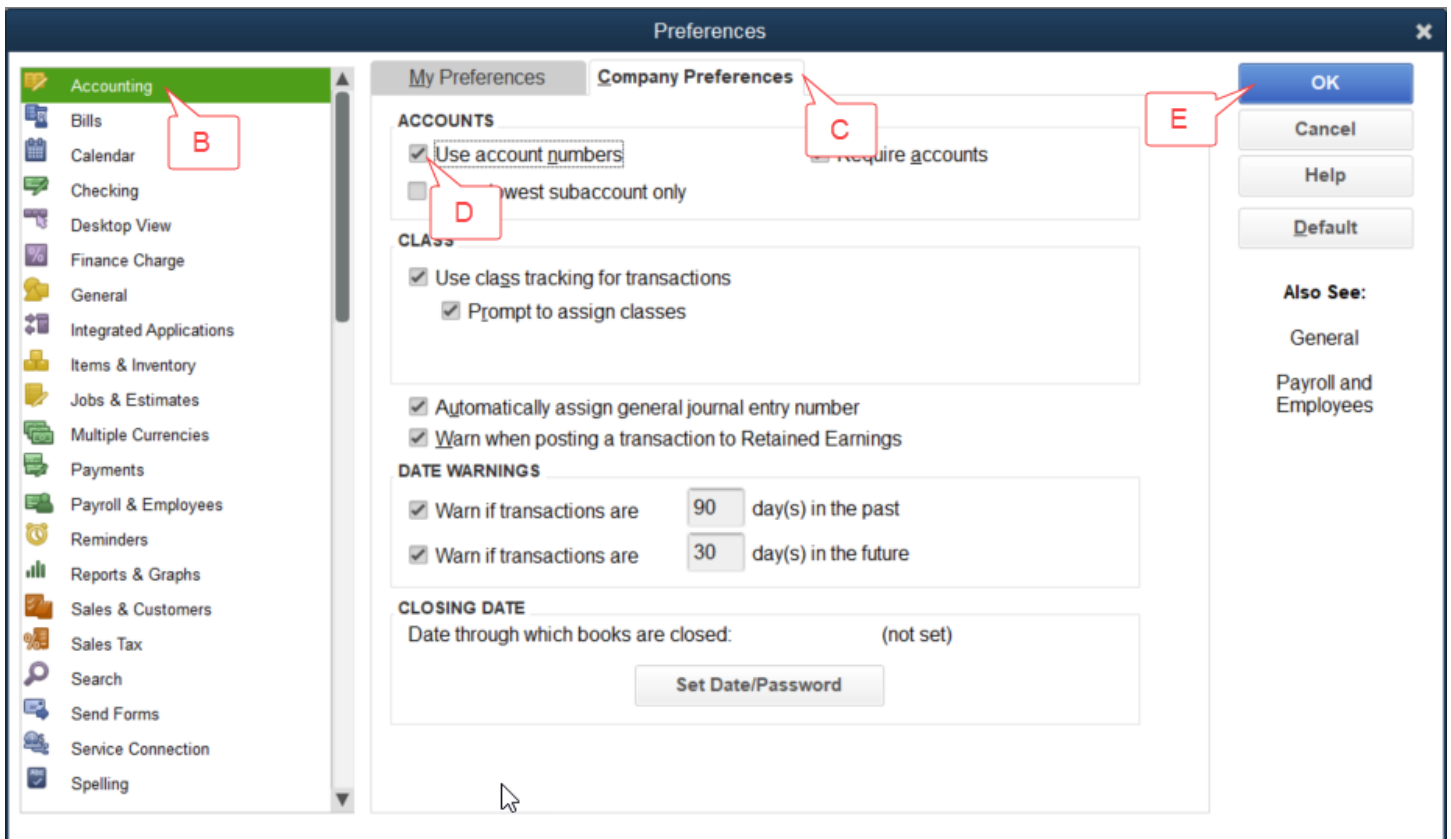 Preferences
Accounting
Bills
Calendar
Checking
Desktop View
Finance Charge
General
Integrated Applications
Items & Inventory
Jobs & Estimates
Multiple Currencies
Payments
Payroll & Employees
Reminders
Reports & Graphs
Sales & Customers
Sales Tax
Search
Send Forms
Service Connection
Spelling
B
My Preferences
Company Preferences
C
ACCOUNTS
Use account numbers
Require accounts
lowest subaccount only
D
CLASS
Use class tracking for transactions
Prompt to assign classes
Automatically assign general journal entry number
Warn when posting a transaction to Retained Earnings
DATE WARNINGS
Warn if transactions are 90 day(s) in the past
Warn if transactions are 30 day(s) in the future
CLOSING DATE
Date through which books are closed: (not set)
Set Date/Password
E
OK
Cancel
Help
Default
Also See:
General
Payroll and
Employees